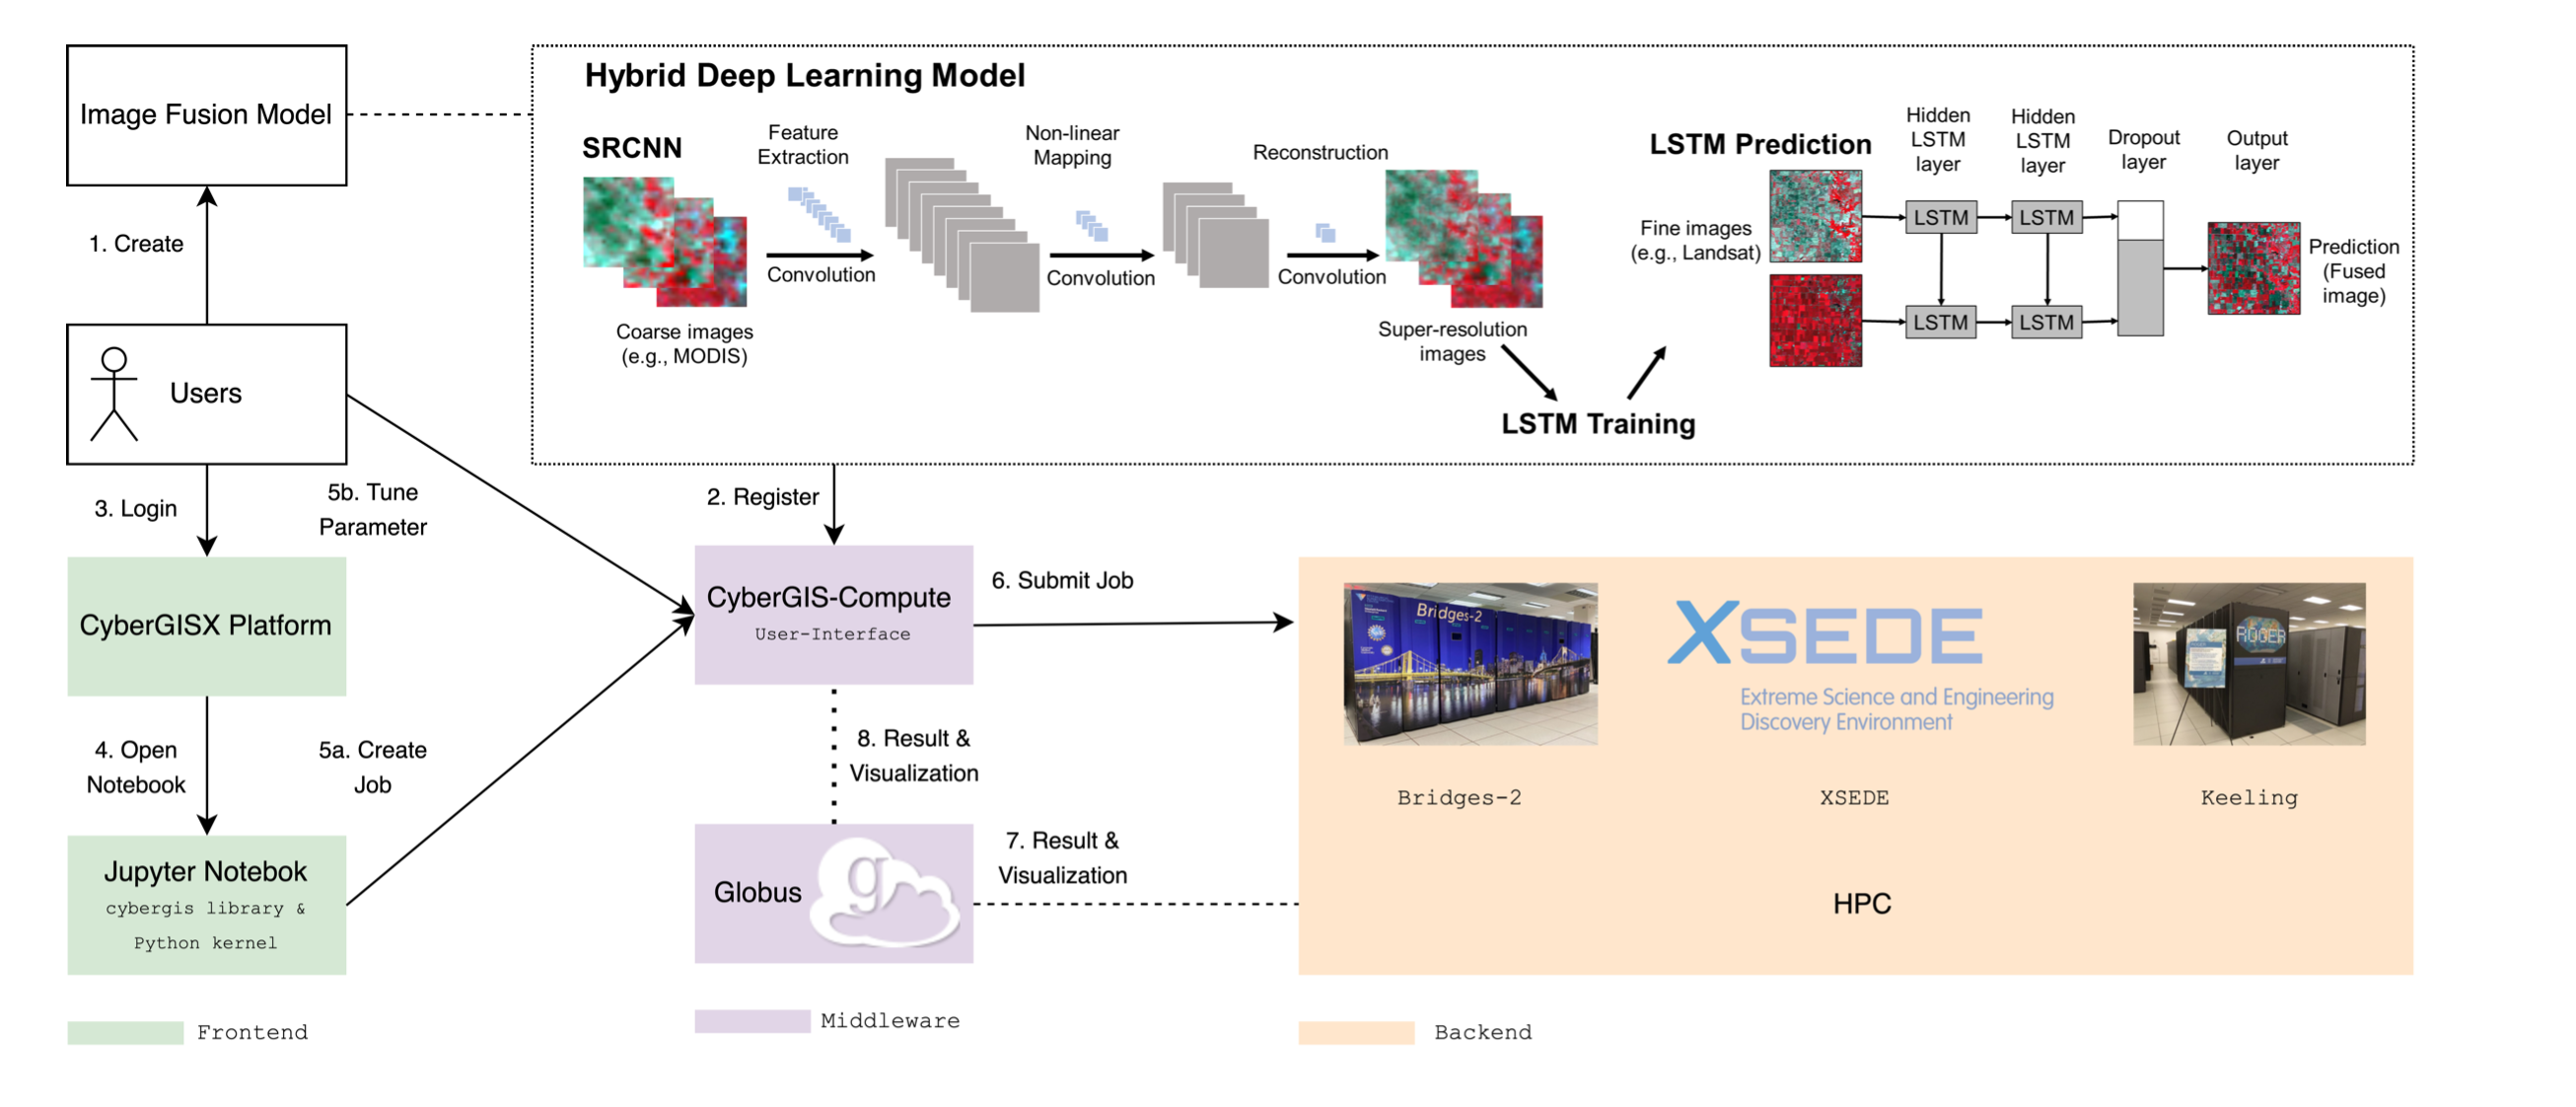 Image Fusion Model
1. Create
Users
3. Login
5b. Tune
Parameter
CyberGISX Platform
4. Open
Notebook
5a. Create
Job
Jupyter Notebok
cybergis library &
Python kernel
Frontend
Hybrid Deep Learning Model
SRCNN
Feature
Extraction
Convolution
Coarse images
(e.g., MODIS)
Non-linear
Mapping
Convolution
Reconstruction
Convolution
Super-resolution
images
LSTM Training
LSTM Prediction
Fine images
(e.g., Landsat)
Hidden
LSTM
layer
Hidden
LSTM
layer
Dropout
layer
Output
layer
LSTM
LSTM
LSTM
LSTM
Prediction
(Fused
image)
2. Register
CyberGIS-Compute
User-Interface
6. Submit Job
8. Result &
Visualization
Globus
g
7. Result &
Visualization
Middleware
Bridges-2
XSEDE
Extreme Science and Engineering
Discovery Environment
ROGER
Bridges-2
XSEDE
Keeling
HPC
Backend